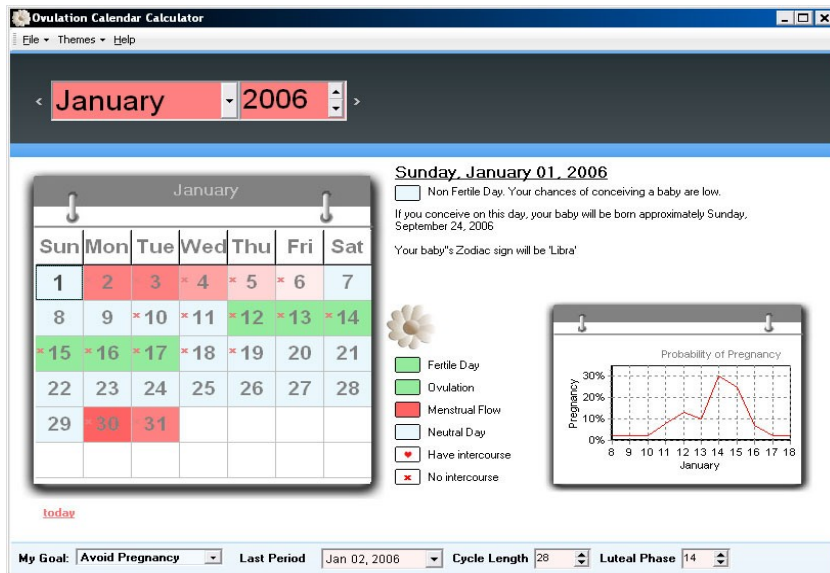 Ovulation Calendar Calculator
File Themes Help
< January 2006 >
Sunday, January 01, 2006
Non Fertile Day. Your chances of conceiving a baby are low.
If you conceive on this day, your baby will be born approximately Sunday,
September 24, 2006
Your baby"s Zodiac sign will be 'Libra'
January
Sun Mon Tue Wed Thu Fri Sat
1 2 3 4 5 6 7
8 9 10 11 12 13 14
15 16 17 18 19 20 21
22 23 24 25 26 27 28
29 30 31
today
Fertile Day
Ovulation
Menstrual Flow
Neutral Day
Have intercourse
No intercourse
Probability of Pregnancy
Pregnancy
30%
20%
10%
0%
8 9 10 11 12 13 14 15 16 17 18
January
My Goal: Avoid Pregnancy Last Period Jan 02, 2006 Cycle Length 28 Luteal Phase 14